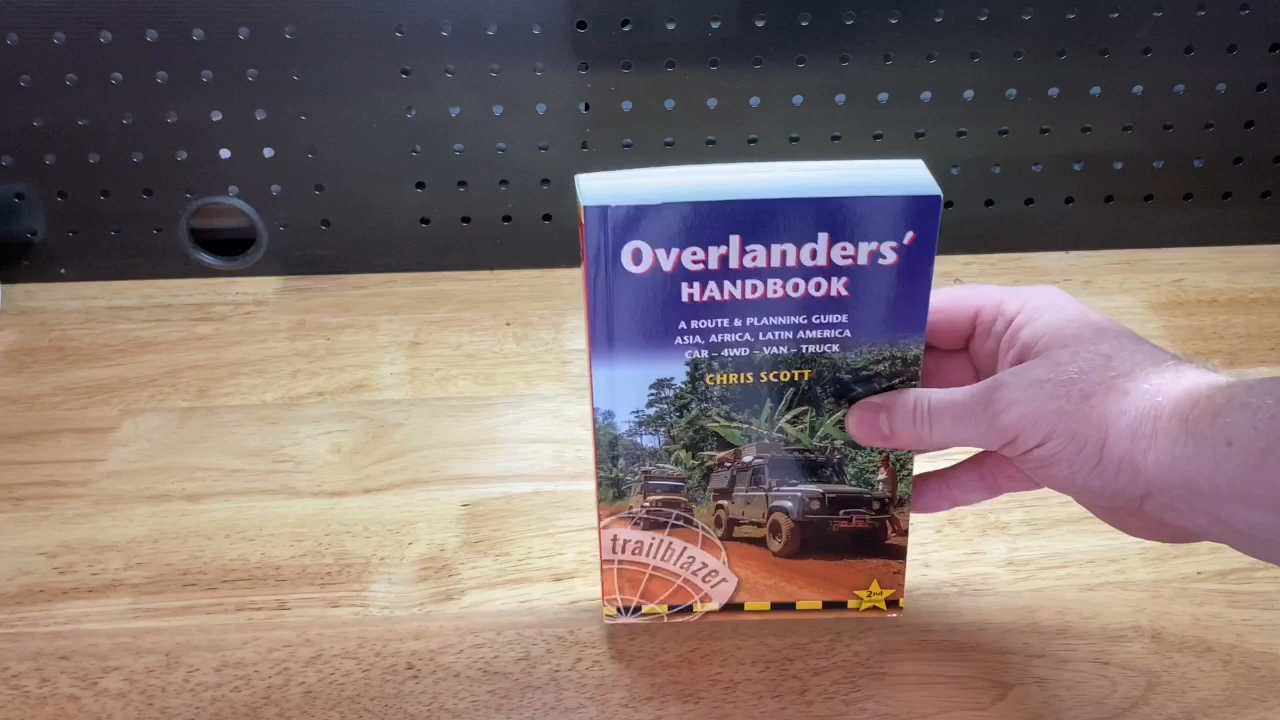 Overlanders'
HANDBOOK
A ROUTE & PLANNING GUIDE
ASIA, AFRICA, LATIN AMERICA
CAR – 4WD – VAN – TRUCK
CHRIS SCOTT
trailblazer
2nd